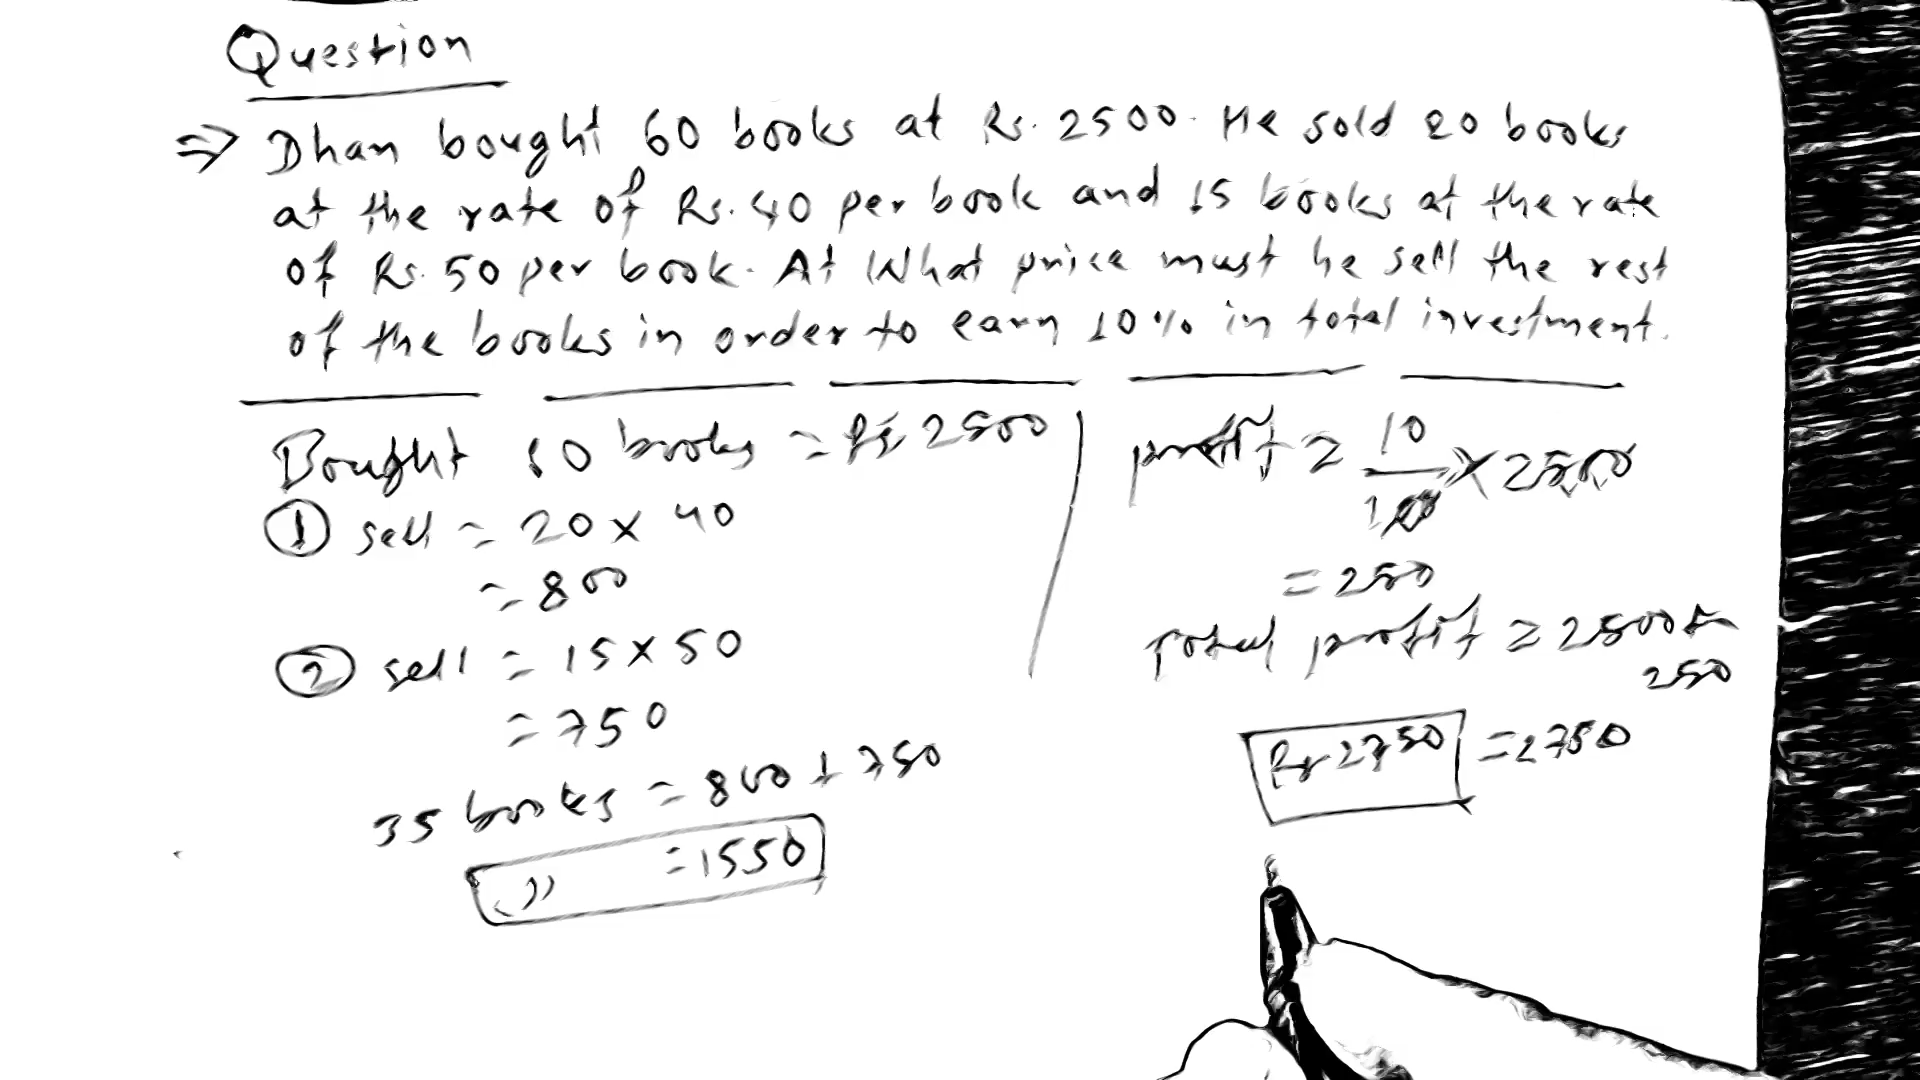 Question
⇒ Dhan bought 60 books at Rs. 2500. He sold 20 books
at the rate of Rs. 40 per book and 15 books at the rate
of Rs. 50 per book. At What price must he sell the rest
of the books in order to earn 10% in total investment.
Bought 60 books = Rs 2500
① sell = 20 x 40
= 800
② sell = 15 x 50
= 750
35 books = 800 + 750
" = 1550
profit = 10/100 x 2500
= 250
Total profit = 2500 +
250
Rs 2750 = 2750